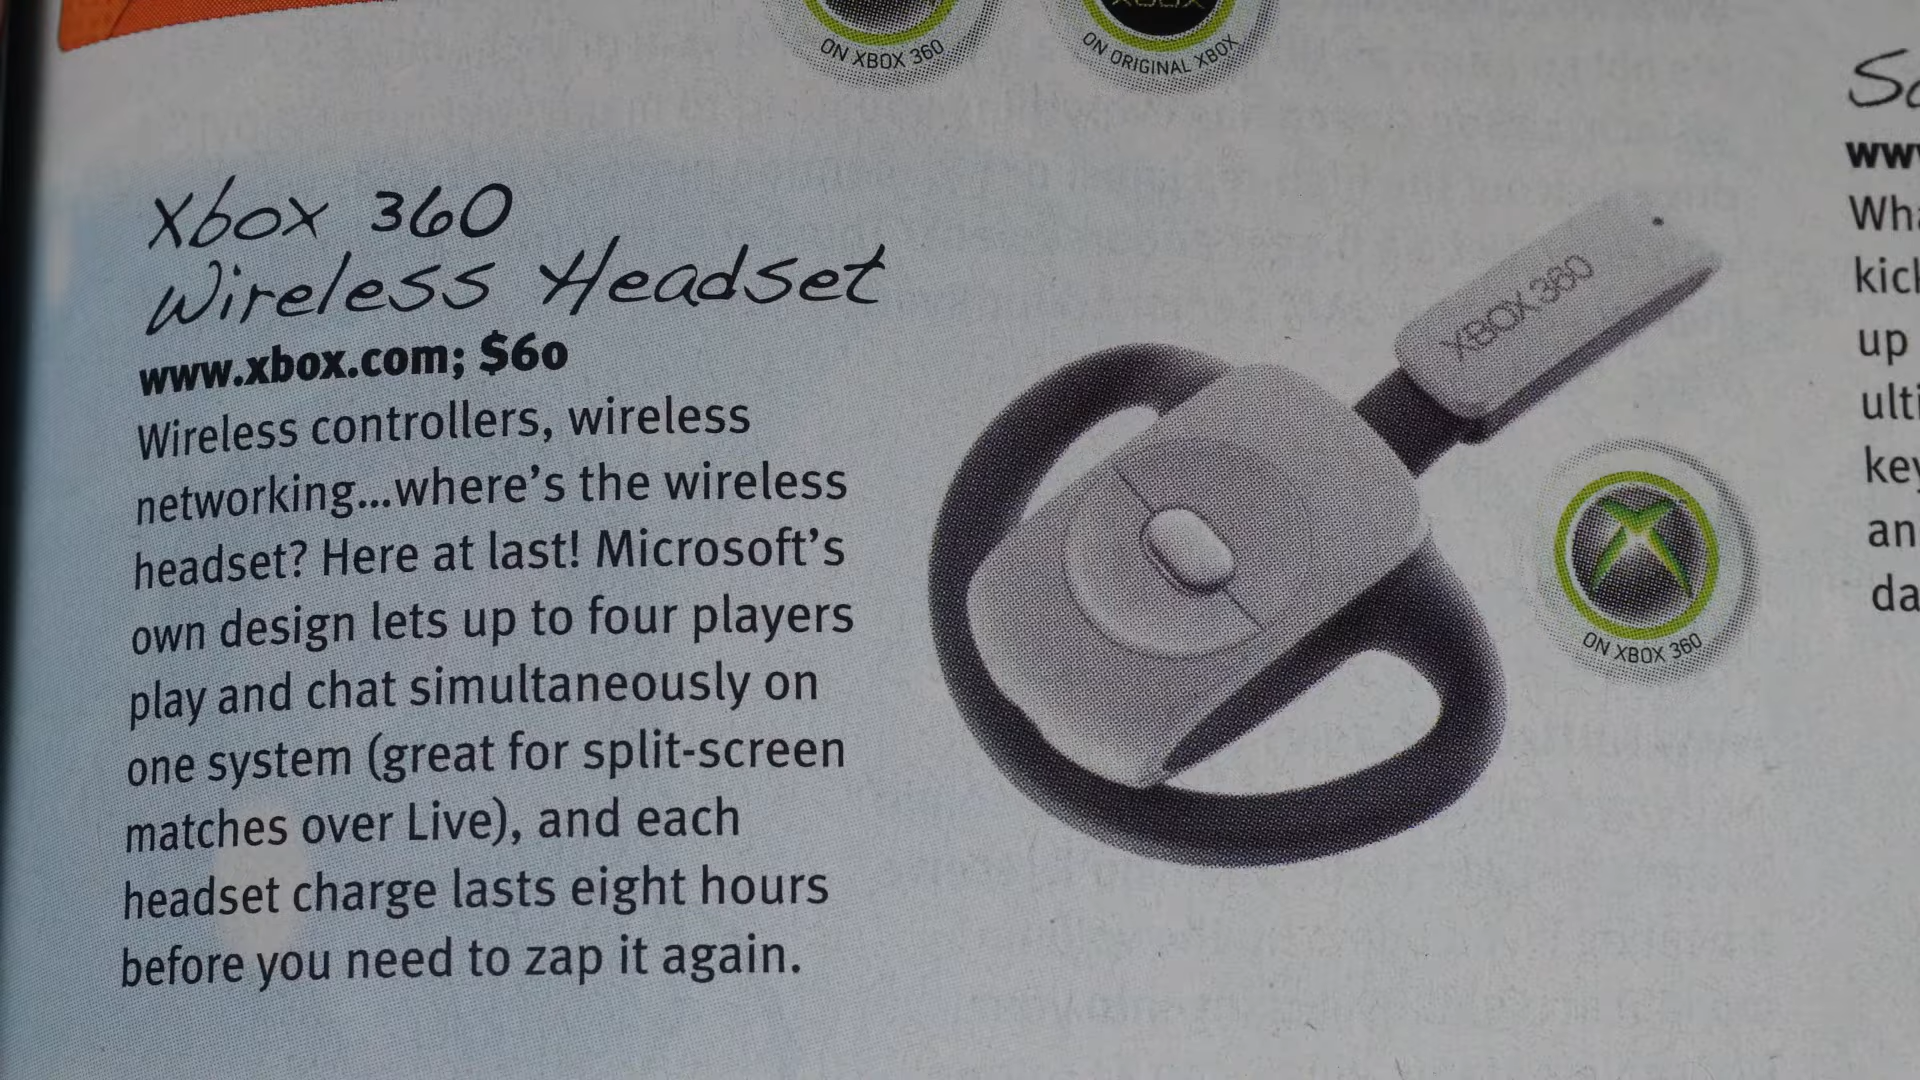 ON XBOX 360
ON ORIGINAL XBOX
Xbox 360
Wireless Headset
www.xbox.com; $60
Wireless controllers, wireless
networking...where's the wireless
headset? Here at last! Microsoft's
own design lets up to four players
play and chat simultaneously on
one system (great for split-screen
matches over Live), and each
headset charge lasts eight hours
before you need to zap it again.
XBOX 360
ON XBOX 360
up
an